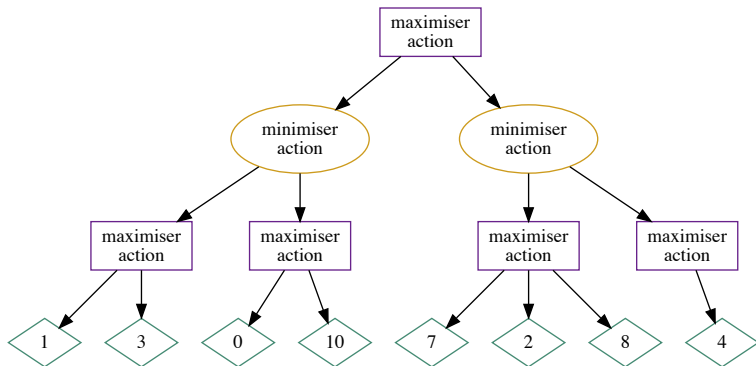 maximiser
action
minimiser
action
minimiser
action
maximiser
action
maximiser
action
maximiser
action
maximiser
action
1
3
0
10
7
2
8
4